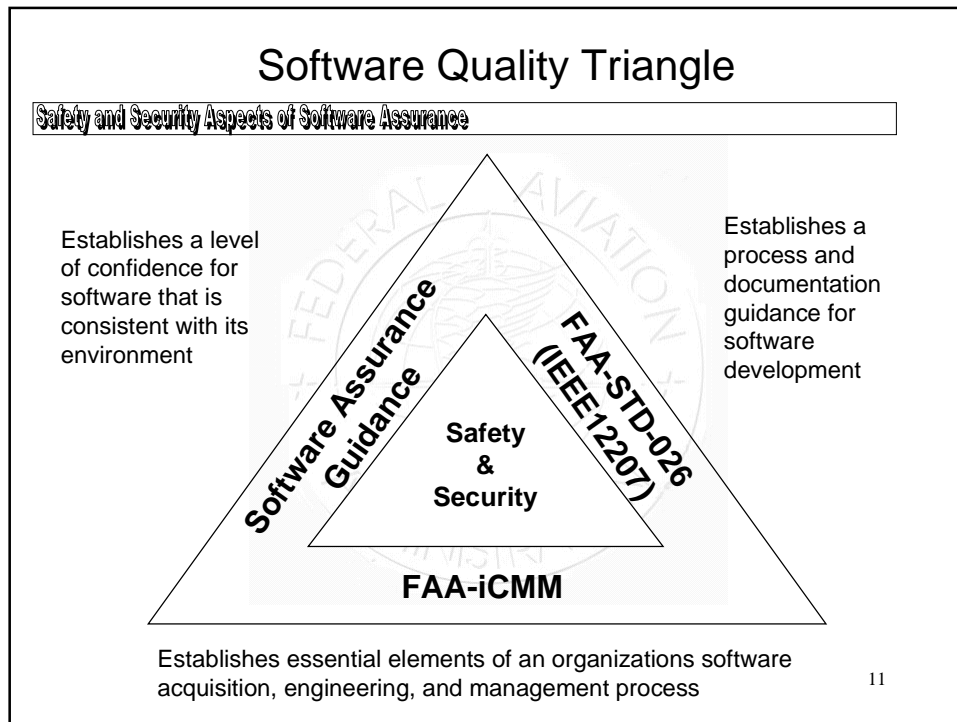 Software Quality Triangle
Safety and Security Aspects of Software Assurance
Establishes a level
of confidence for
software that is
consistent with its
environment
Establishes a
process and
documentation
guidance for
software
development
Software Assurance
Guidance
FAA-STD-026
(IEEE12207)
Safety
&
Security
FAA-iCMM
FEDERAL AVIATION
Establishes essential elements of an organizations software
acquisition, engineering, and management process
11